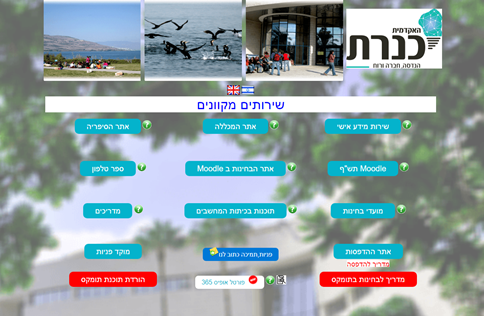 האקדמית
כנרת
הנדסה, חברה ורוח
שירותים מקוונים
שירות מידע אישי
אתר המכללה
אתר הסיפריה
Moodle תש"ף
אתר הבחינות ב Moodle
ספר טלפון
מועדי בחינות
תוכנות בכיתות המחשבים
מדריכים
אתר ההדפסות
מדריך להדפסה
פניות,תמיכה כתוב לנו
מוקד פניות
מדריך לבחינות בתומקס
פורטל אופיס 365
הורדת תוכנת תומקס